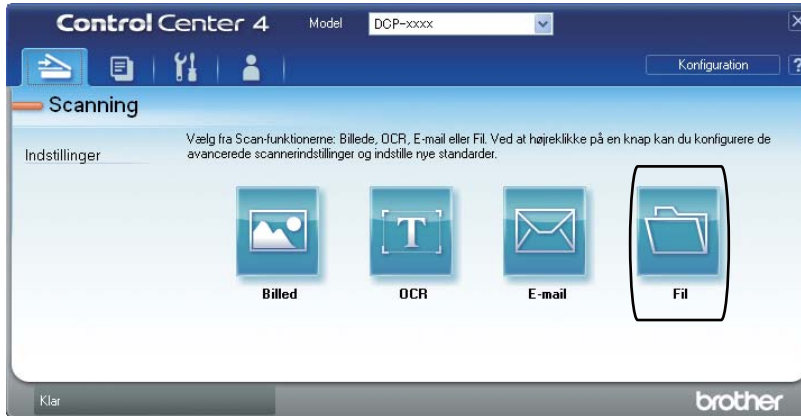 Control Center 4 Model DCP-xxxx
Konfiguration ?
Scanning
Vælg fra Scan-funktionerne: Billede, OCR, E-mail eller Fil. Ved at højreklikke på en knap kan du konfigurere de
Indstillinger avancerede scannerindstillinger og indstille nye standarder.
T
Billed OCR E-mail Fil
Klar brother